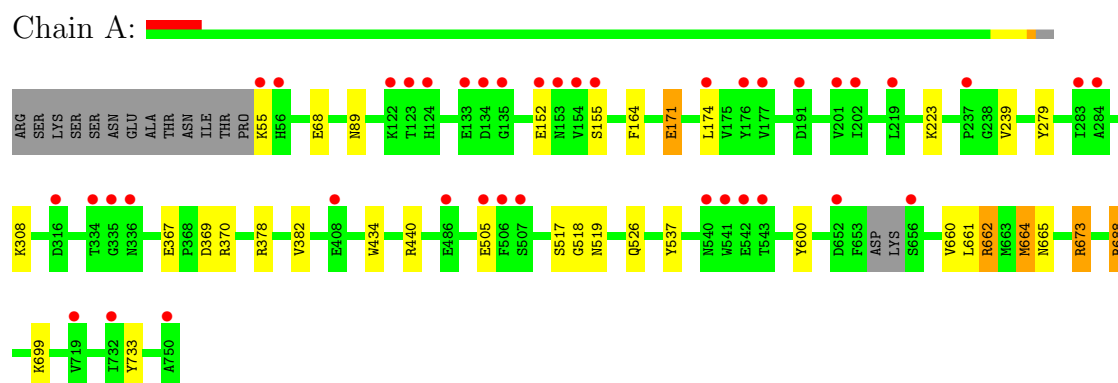 Chain A:
ARG SER LYS SER SER ASN GLU ALA THR ASN ILE THR PRO K55 H56 E68 N89 K122 T123 H124 E133 D134 G135 E152 N153 V154 S155 F164 E171 L174 V175 Y176 V177 D191 V201 I202 L219 K223 P237 G238 V239 Y279 I283 A284
K308 D316 T334 G335 N336 E367 P368 D369 R370 R378 V382 E408 W434 R440 E486 E505 F506 S507 S517 G518 N519 Q526 Y537 N540 W541 E542 T543 Y600 D652 F653 ASP LYS S656 V660 L661 R662 M663 M664 N665 R673 R688
K699 V719 I732 Y733 A750